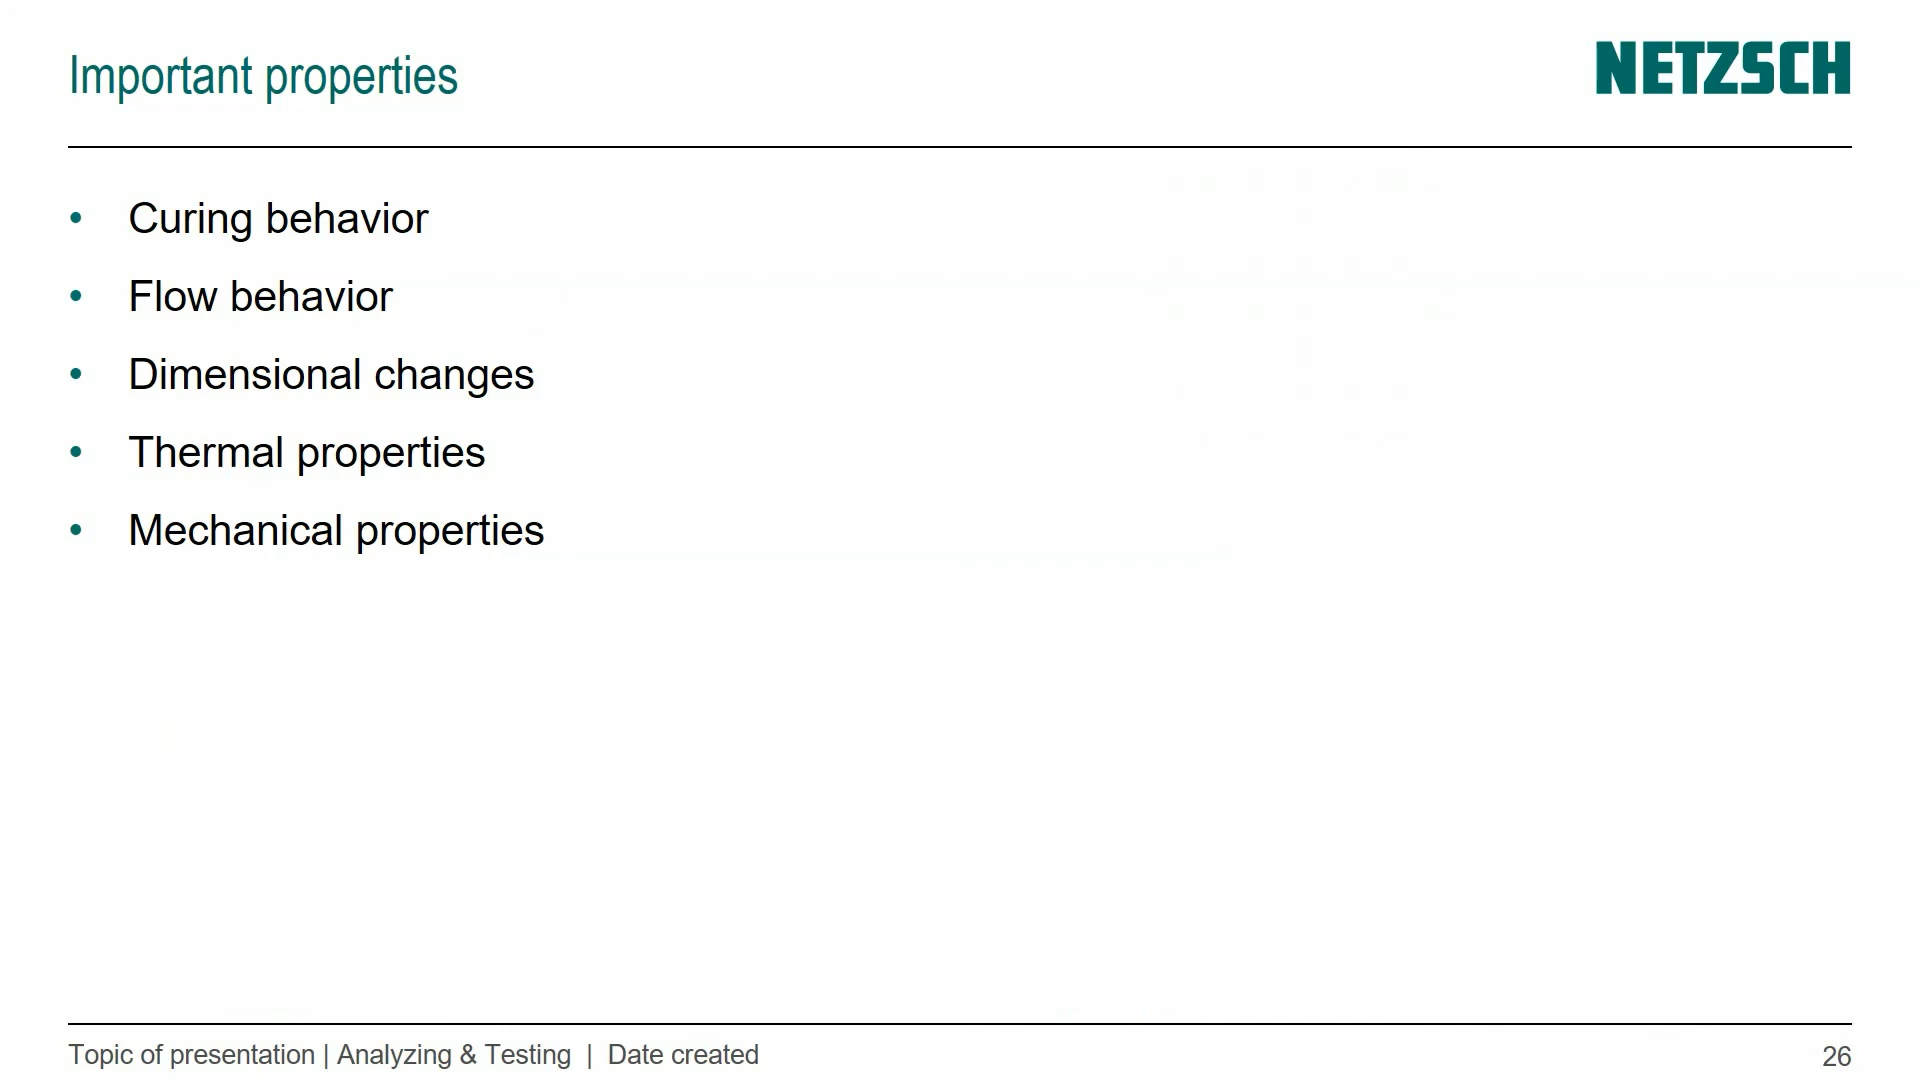 Important properties
NETZSCH
• Curing behavior
• Flow behavior
• Dimensional changes
• Thermal properties
• Mechanical properties
Topic of presentation | Analyzing & Testing | Date created
26